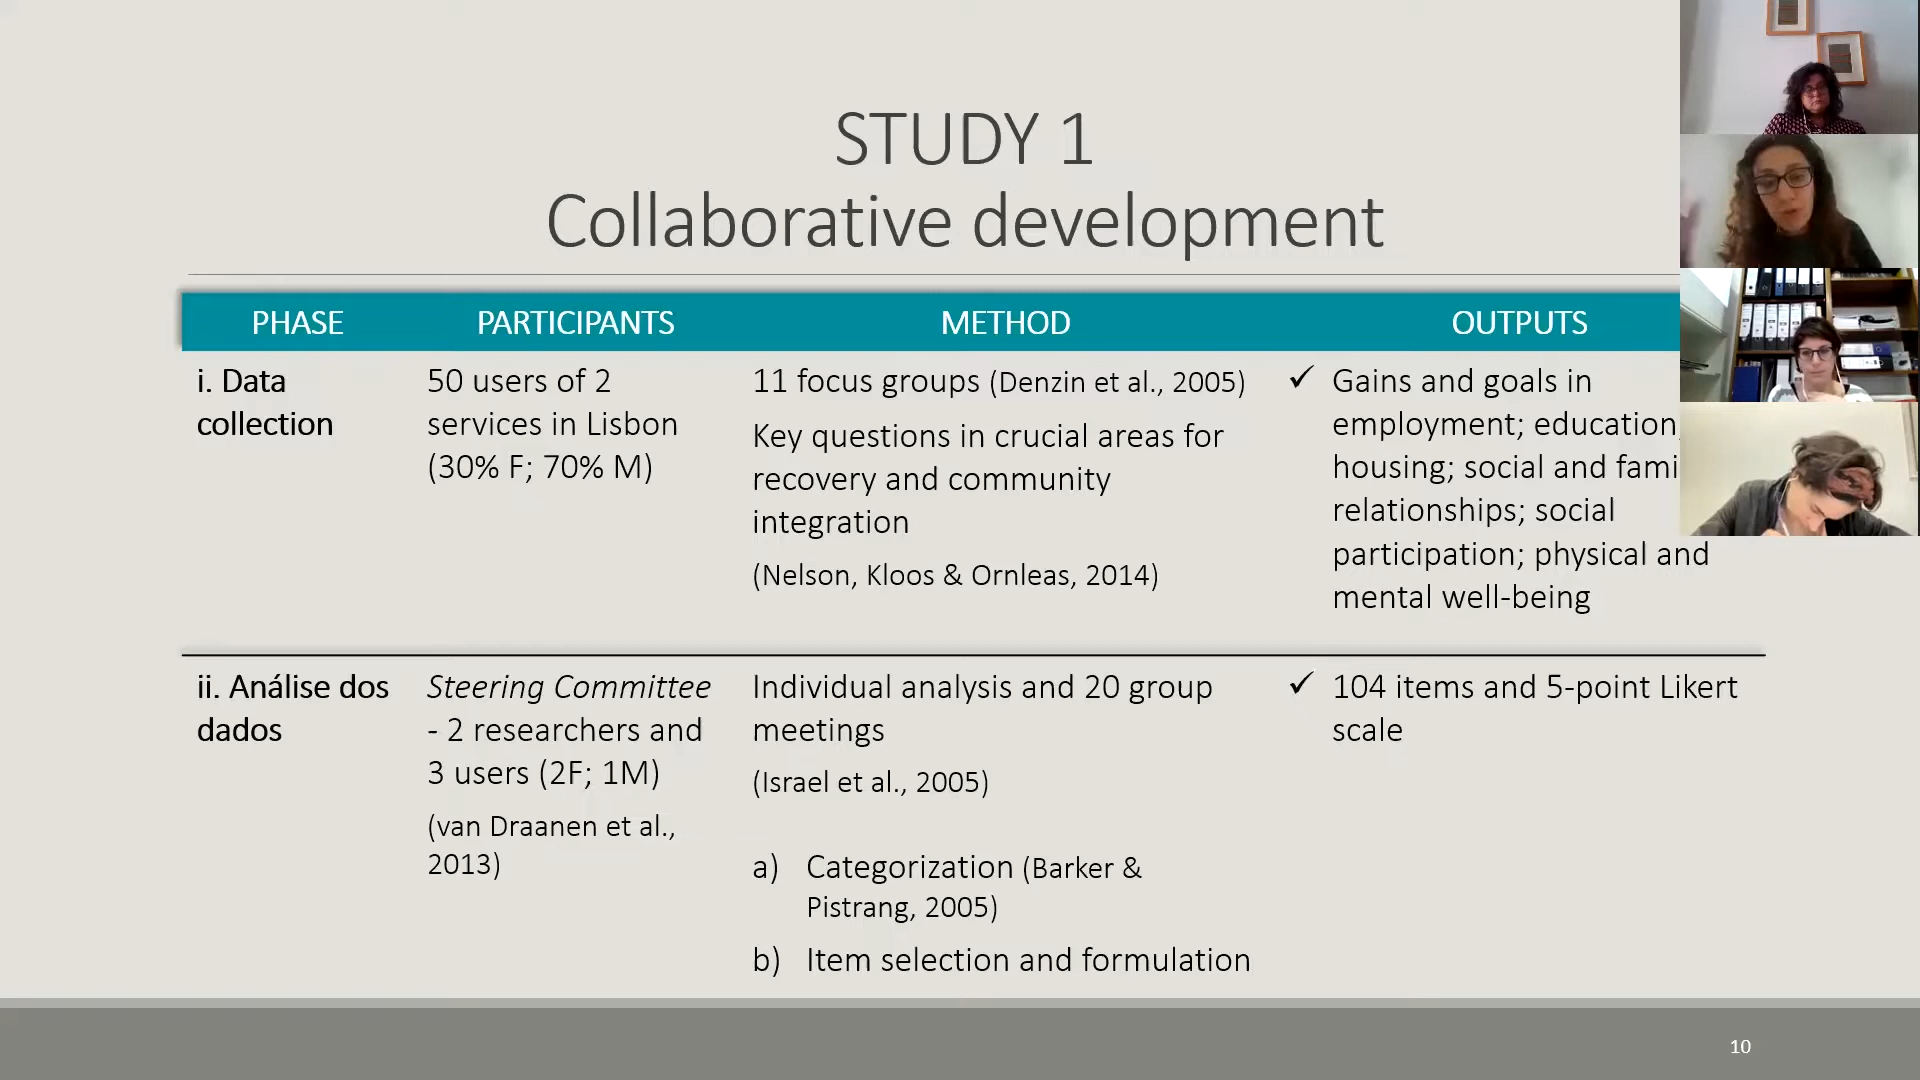 STUDY 1
Collaborative development
PHASE
PARTICIPANTS
METHOD
OUTPUTS
i. Data
collection
50 users of 2
services in Lisbon
(30% F; 70% M)
11 focus groups (Denzin et al., 2005)
Key questions in crucial areas for
recovery and community
integration
(Nelson, Kloos & Ornleas, 2014)
✓ Gains and goals in
employment; education;
housing; social and fami
relationships; social
participation; physical and
mental well-being
ii. Análise dos
dados
Steering Committee
- 2 researchers and
3 users (2F; 1M)
(van Draanen et al.,
2013)
Individual analysis and 20 group
meetings
(Israel et al., 2005)
a) Categorization (Barker &
Pistrang, 2005)
b) Item selection and formulation
✓ 104 items and 5-point Likert
scale
10